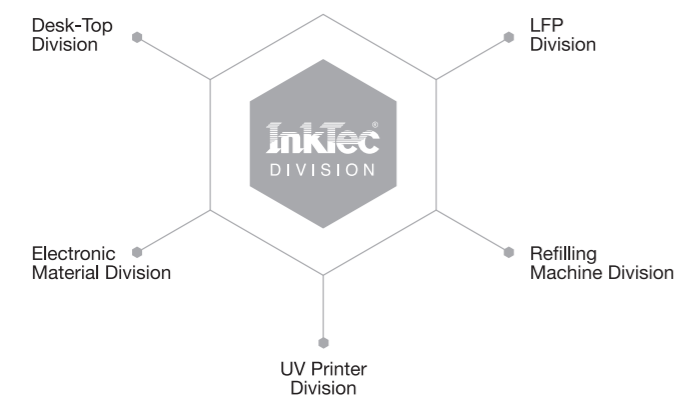 Desk-Top
Division
LFP
Division
InkTec®
DIVISION
Electronic
Material Division
Refilling
Machine Division
UV Printer
Division